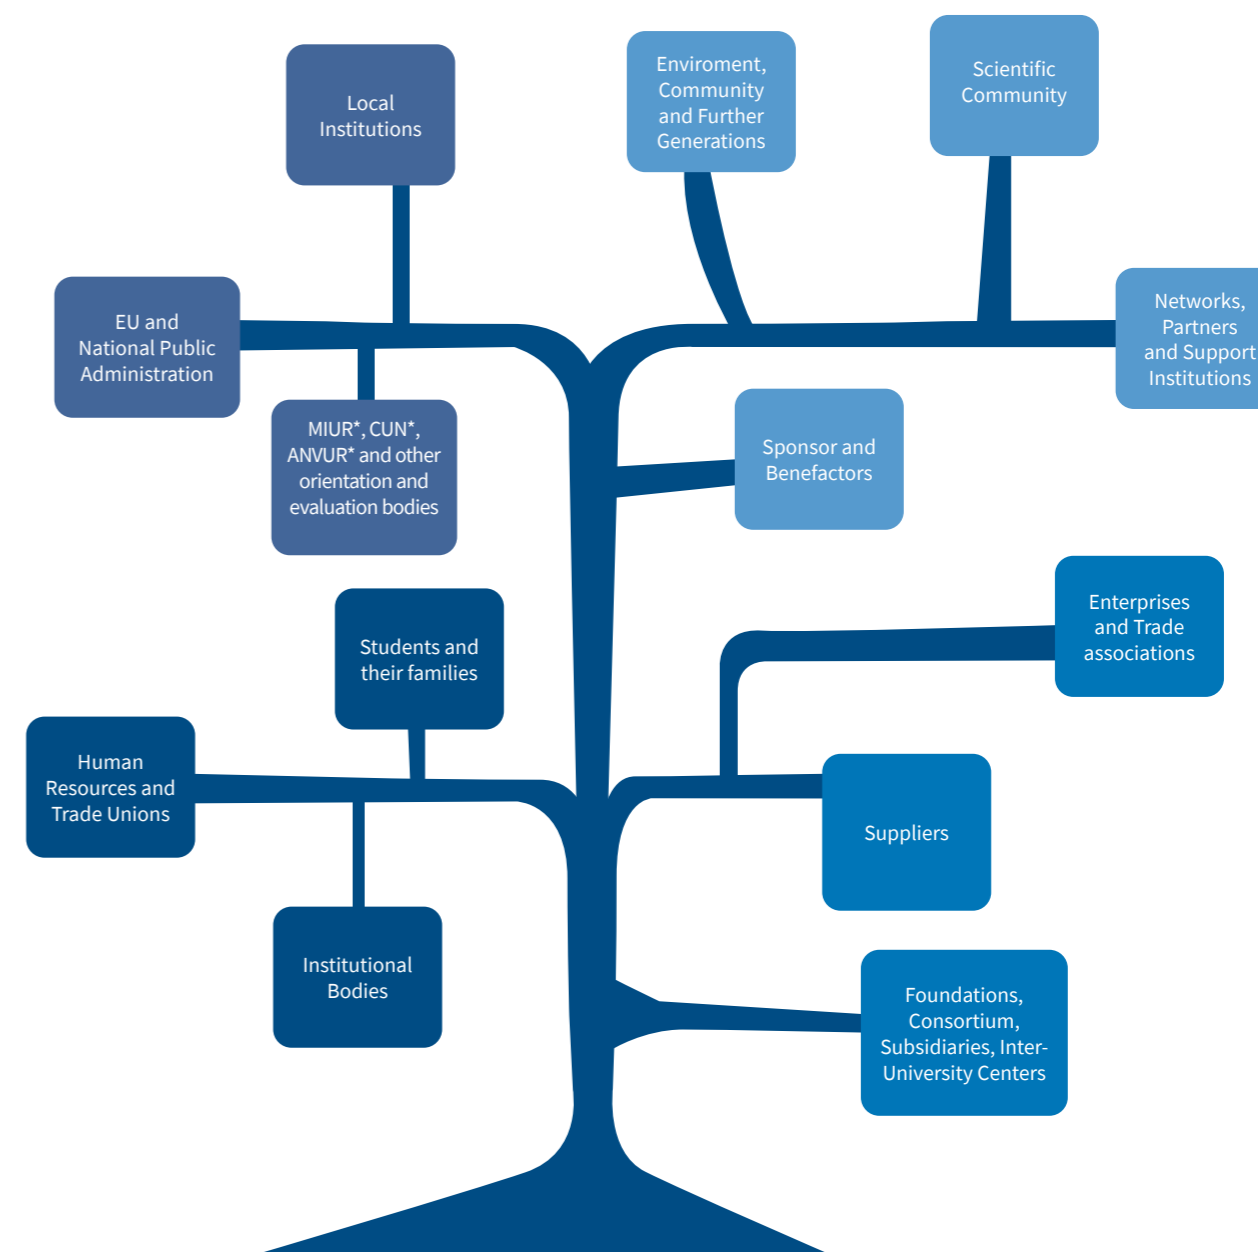 Local
Institutions
Enviroment,
Community
and Further
Generations
Scientific
Community
EU and
National Public
Administration
Networks,
Partners
and Support
Institutions
MIUR*, CUN*,
ANVUR* and other
orientation and
evaluation bodies
Sponsor and
Benefactors
Students and
their families
Enterprises
and Trade
associations
Human
Resources and
Trade Unions
Suppliers
Institutional
Bodies
Foundations,
Consortium,
Subsidiaries, Inter-
University Centers